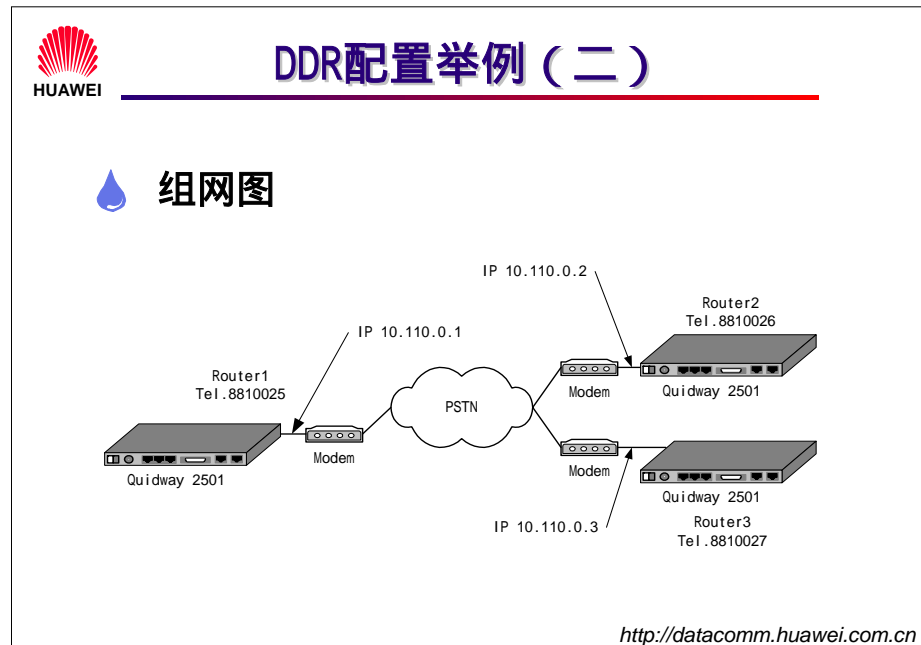 HUAWEI
DDR配置举例（二）
组网图
IP 10.110.0.2
Router2
Tel.8810026
IP 10.110.0.1
Router1
Tel.8810025
PSTN
Modem
Quidway 2501
Modem
Quidway 2501
Modem
Quidway 2501
IP 10.110.0.3
Router3
Tel.8810027
http://datacomm.huawei.com.cn